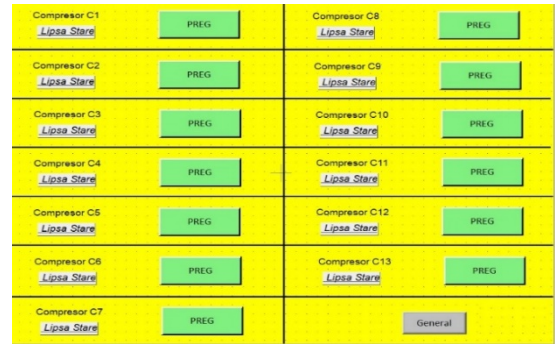 Compresor C1
PREG
Lipsa Stare
Compresor C2
PREG
Lipsa Stare
Compresor C3
PREG
Lipsa Stare
Compresor C4
PREG
Lipsa Stare
Compresor C5
PREG
Lipsa Stare
Compresor C6
PREG
Lipsa Stare
Compresor C7
PREG
Lipsa Stare
Compresor C8
PREG
Lipsa Stare
Compresor C9
PREG
Lipsa Stare
Compresor C10
PREG
Lipsa Stare
Compresor C11
PREG
Lipsa Stare
Compresor C12
PREG
Lipsa Stare
Compresor C13
PREG
Lipsa Stare
General